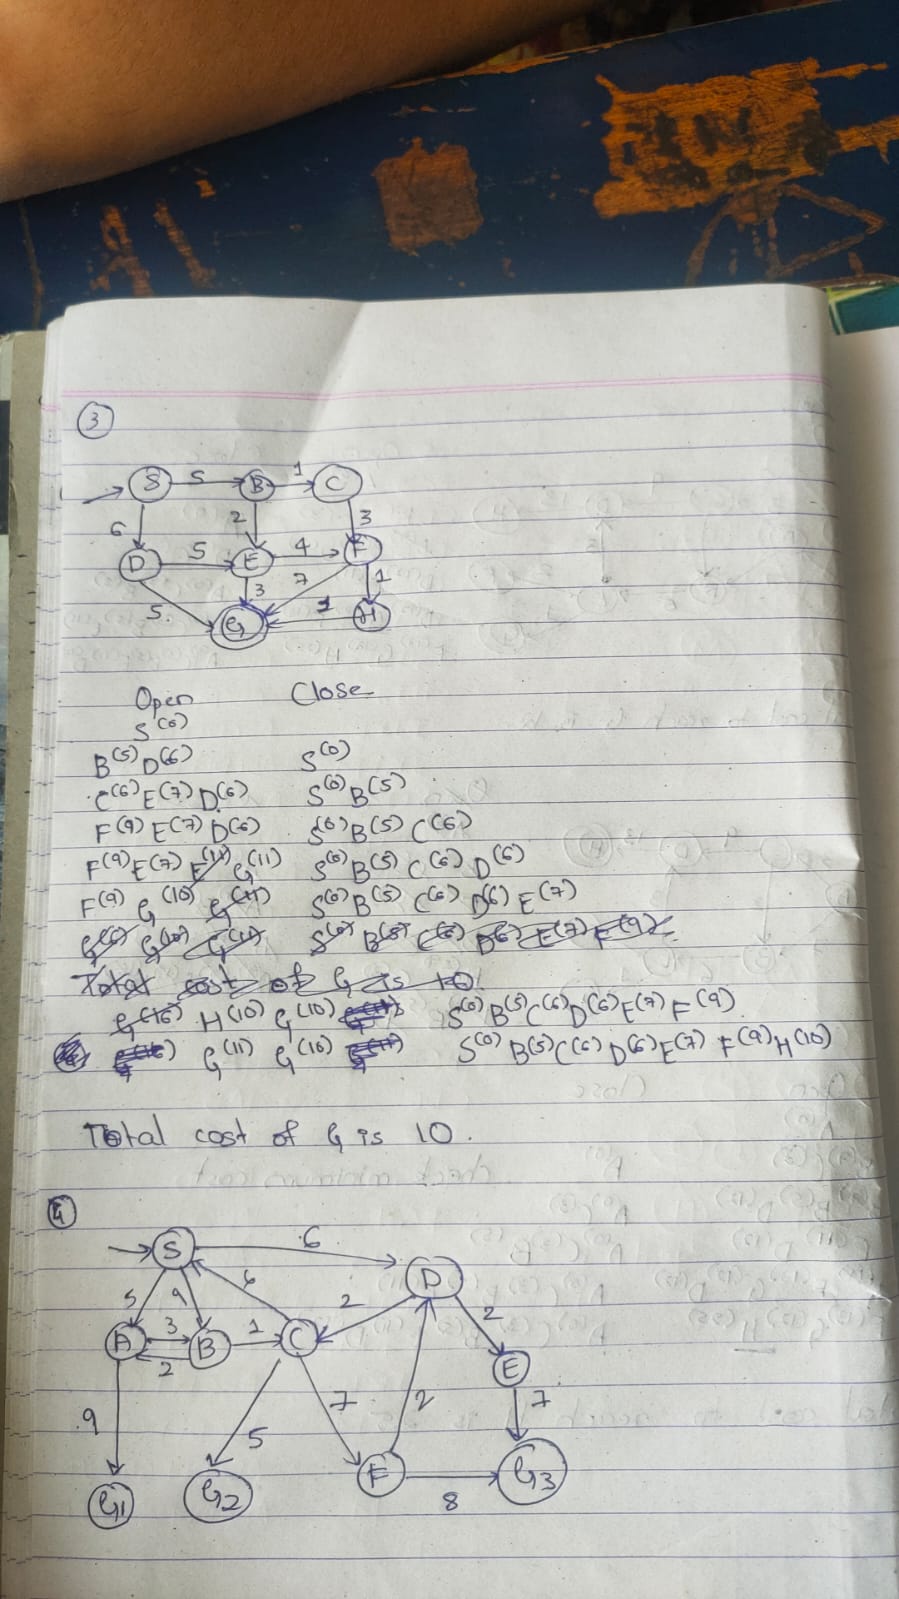 3
S 5 B 1 C
6 2 3
D 5 E 4 F
5. 3 7 1
G 1 H
Open Close
S(0)
B(5) D(6) S(0)
C(6) E(7) D(6) S(0) B(5)
F(9) E(7) D(6) S(0) B(5) C(6)
F(9) E(7) E(11) G(11) S(0) B(5) C(6) D(6)
F(9) G(10) G(11) S(0) B(5) C(6) D(6) E(7)
G(10) G(11) S(0) B(5) C(6) D(6) E(7) F(9)
Total cost of G is 10
G(16) H(10) G(10) S(0) B(5) C(6) D(6) E(7) F(9)
G(11) G(10) S(0) B(5) C(6) D(6) E(7) F(9) H(10)
Total cost of G is 10.
4
S 6 D
5 9 6 2 2
A 3 B 1 C E
2
9 5 7 2 7
G1 G2 F 8 G3